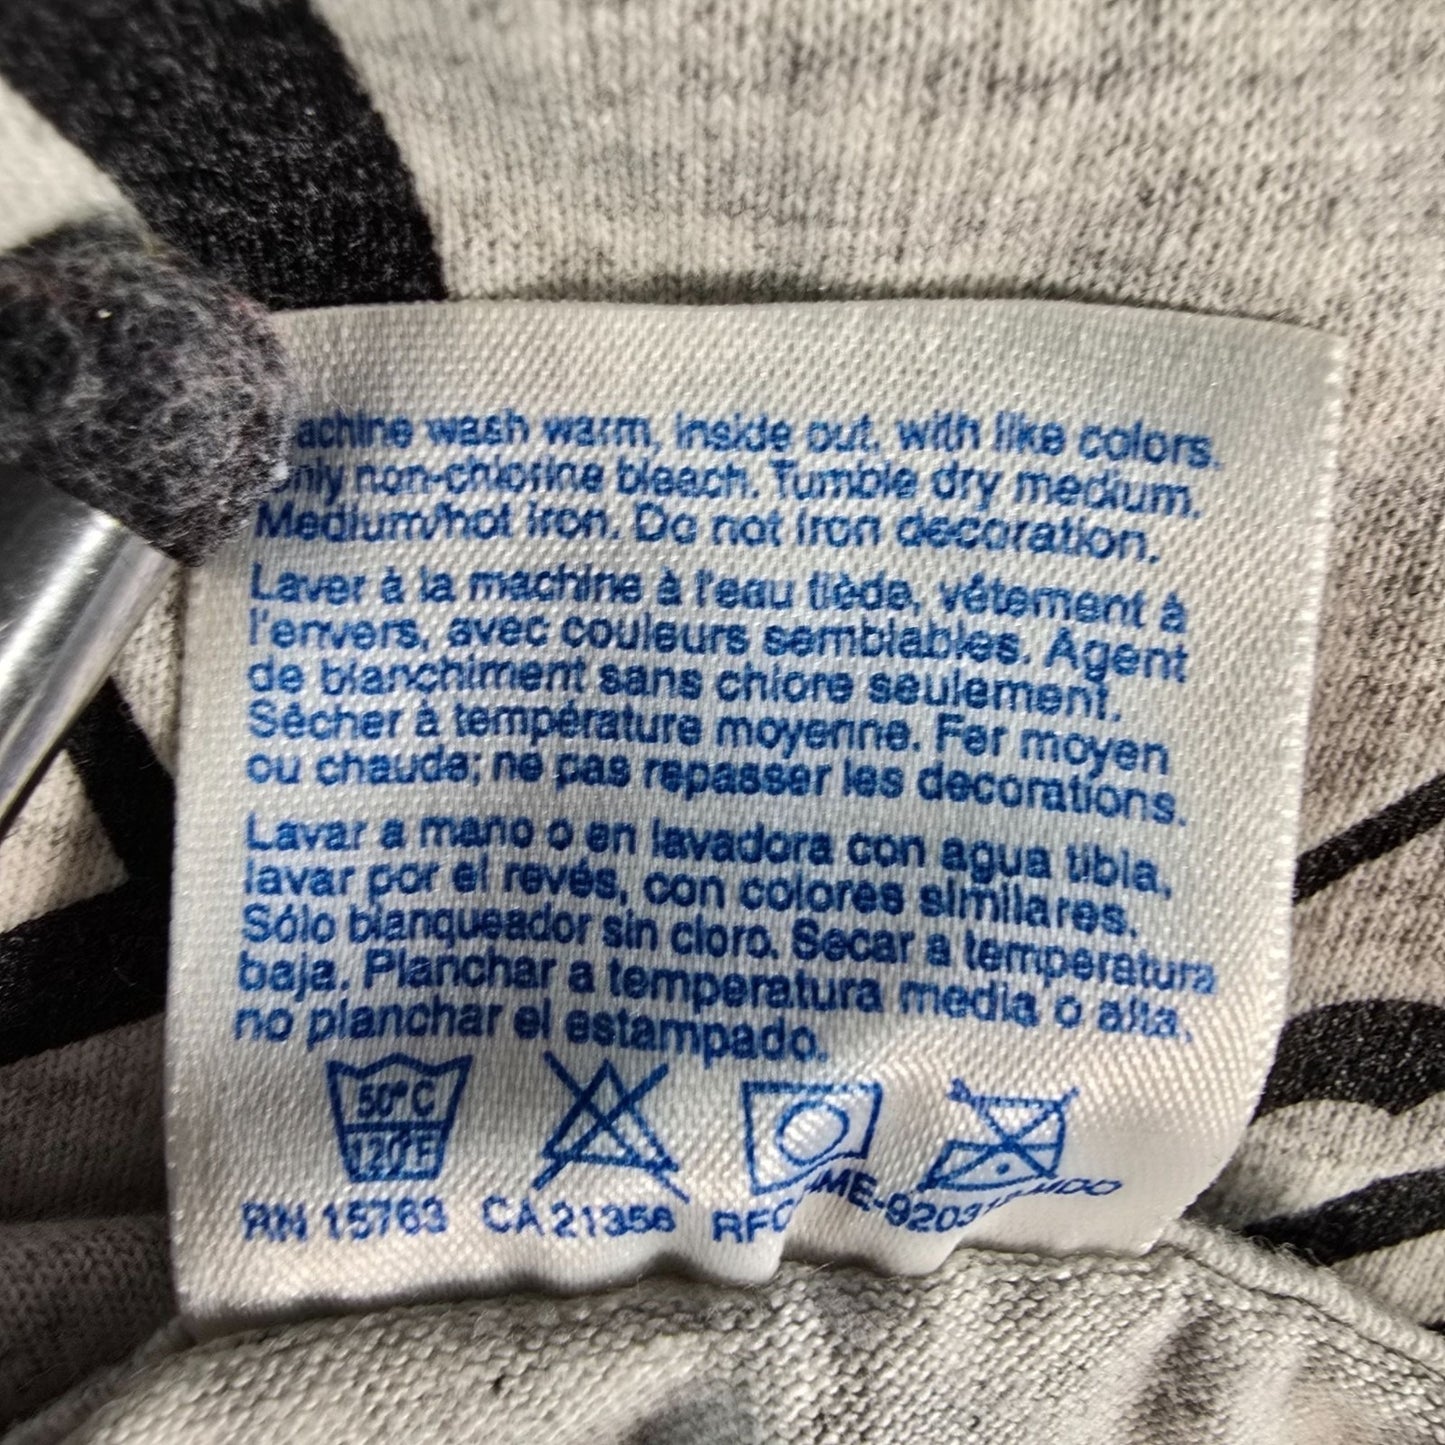 achine wash warm, inside out, with like colors.
nly non-chlorine bleach. Tumble dry medium.
Medium/hot iron. Do not iron decoration.
Laver à la machine à l'eau tiède, vêtement à
l'envers, avec couleurs semblables. Agent
de blanchiment sans chlore seulement.
Sécher à température moyenne. Fer moyen
ou chaude; ne pas repasser les decorations.
Lavar a mano o en lavadora con agua tibia,
lavar por el revés, con colores similares.
Sólo blanqueador sin cloro. Secar a temperatura
baja. Planchar a temperatura media o alta,
no planchar el estampado.
50°C
120°F
RN 15763 CA 21356